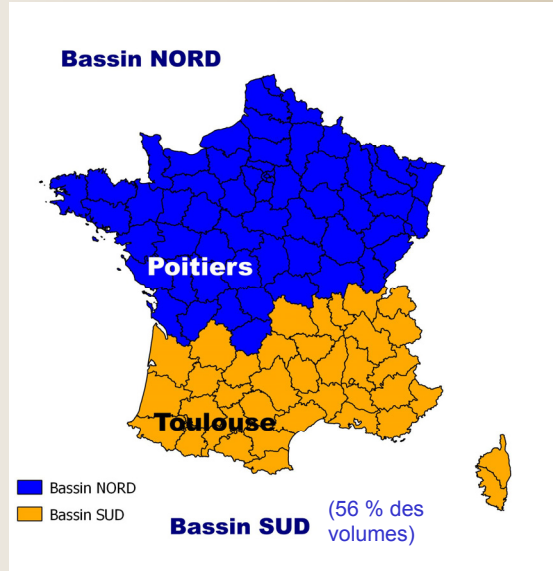 Bassin NORD
Poitiers
Toulouse
Bassin NORD
Bassin SUD
Bassin SUD
(56 % des
volumes)